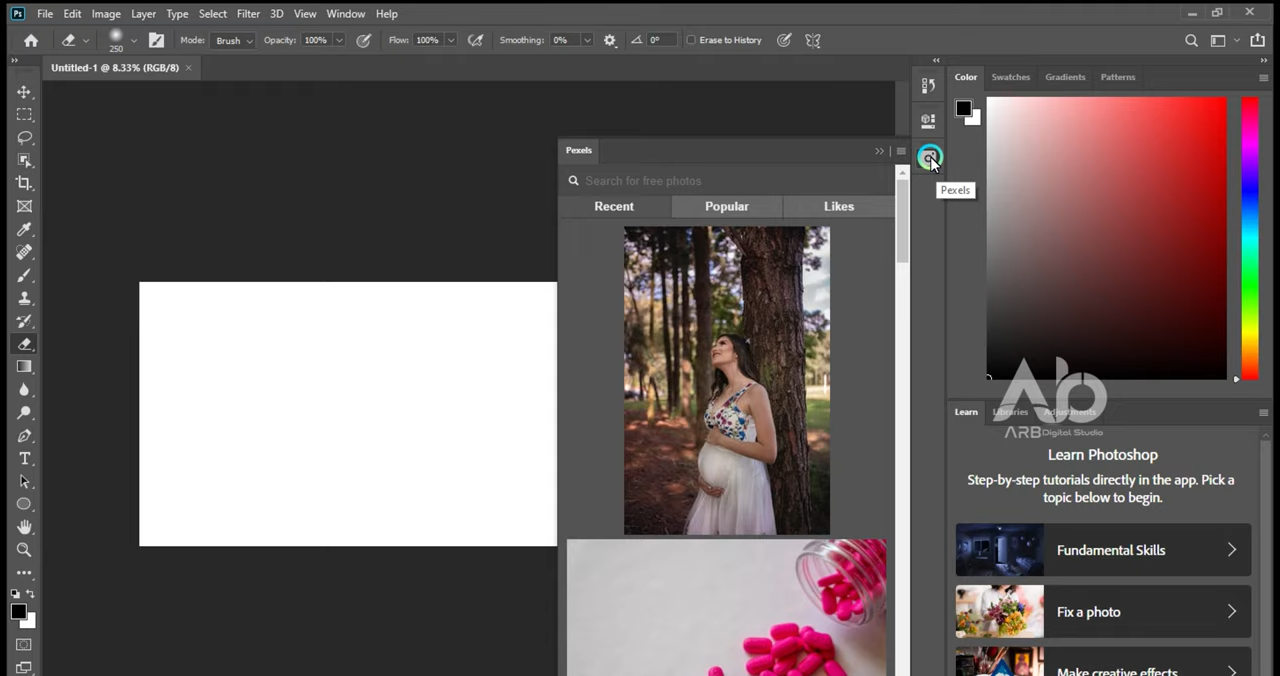 Ps File Edit Image Layer Type Select Filter 3D View Window Help
250 Mode: Brush Opacity: 100% Flow: 100% Smoothing: 0% 0° Erase to History
Untitled-1 @ 8.33% (RGB/8) ×
Color Swatches Gradients Patterns
Pexels
Search for free photos
Pexels
Recent Popular Likes
Ab
ARB Digital Studio
Learn Libraries Adjustments
Learn Photoshop
Step-by-step tutorials directly in the app. Pick a
topic below to begin.
Fundamental Skills
Fix a photo
Make creative effects